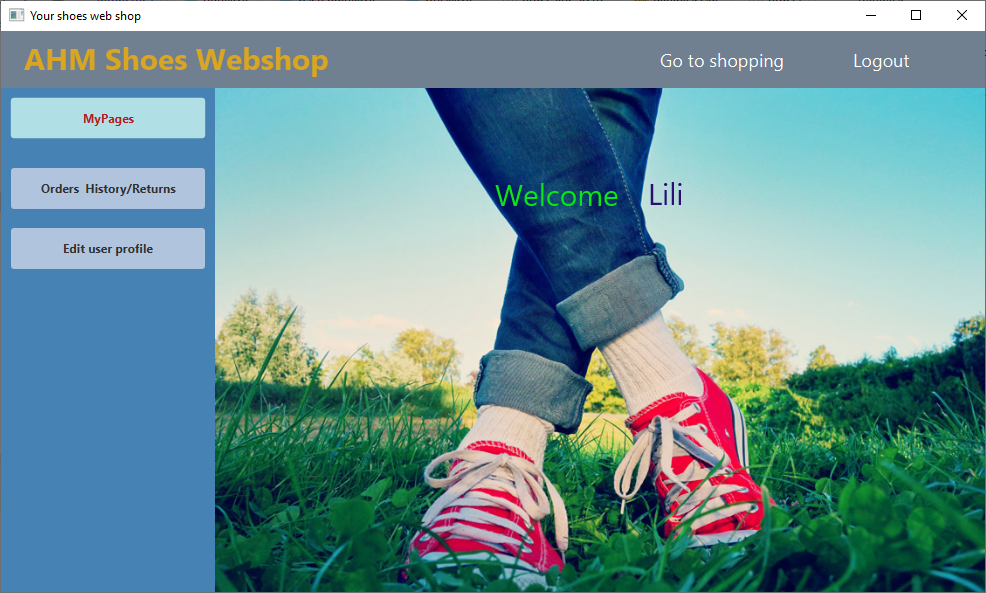 Your shoes web shop
AHM Shoes Webshop
Go to shopping
Logout
MyPages
Orders  History/Returns
Edit user profile
Welcome Lili